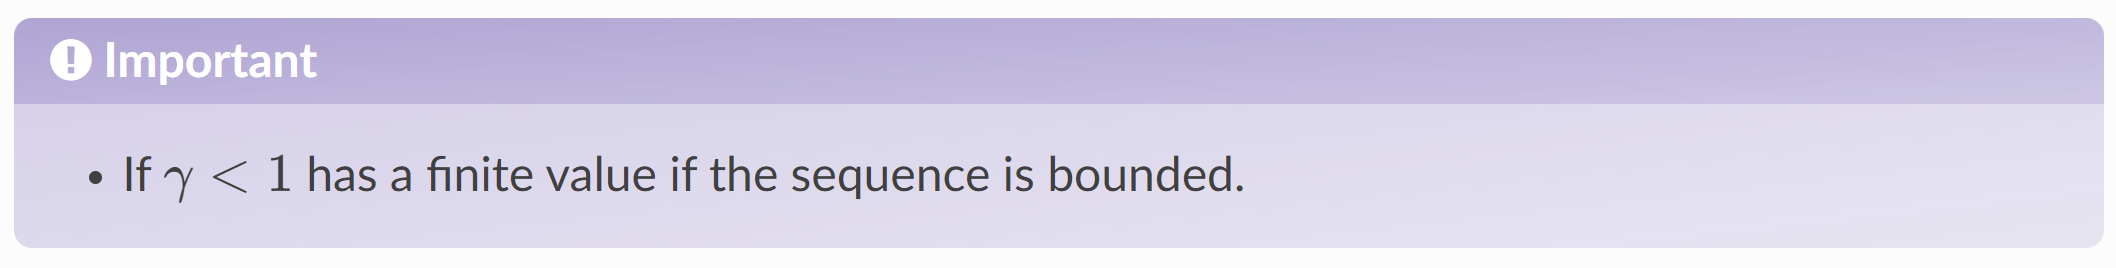 Important
• If γ < 1 has a finite value if the sequence is bounded.